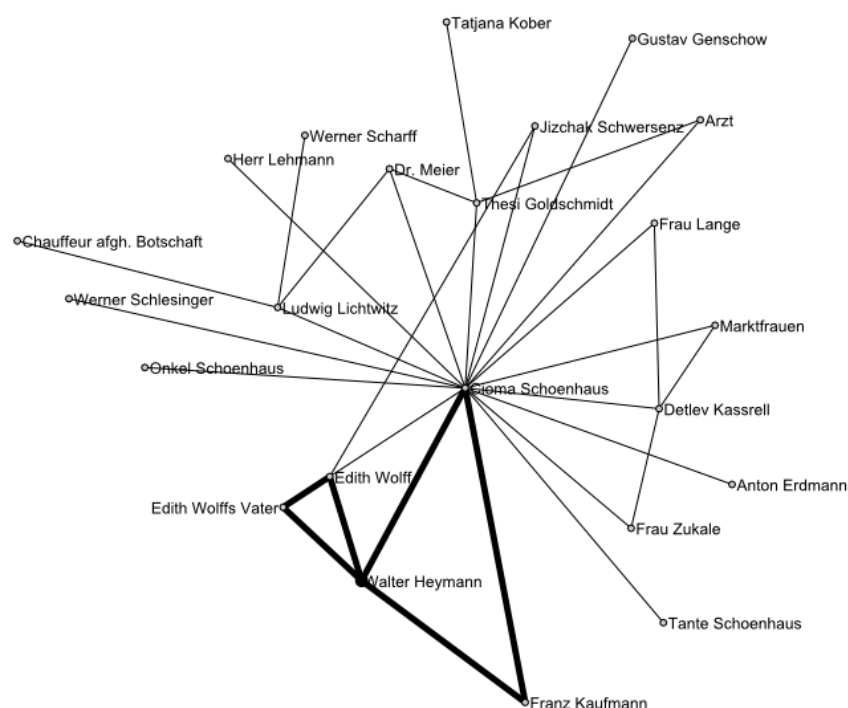 Tatjana Kober
Gustav Genschow
Jizchak Schwersenz
Arzt
Werner Scharff
Herr Lehmann
Dr. Meier
Thesi Goldschmidt
Frau Lange
Chauffeur afgh. Botschaft
Werner Schlesinger
Ludwig Lichtwitz
Marktfrauen
Onkel Schoenhaus
Cioma Schoenhaus
Detlev Kassrell
Edith Wolff
Anton Erdmann
Edith Wolffs Vater
Frau Zukale
Walter Heymann
Tante Schoenhaus
Franz Kaufmann